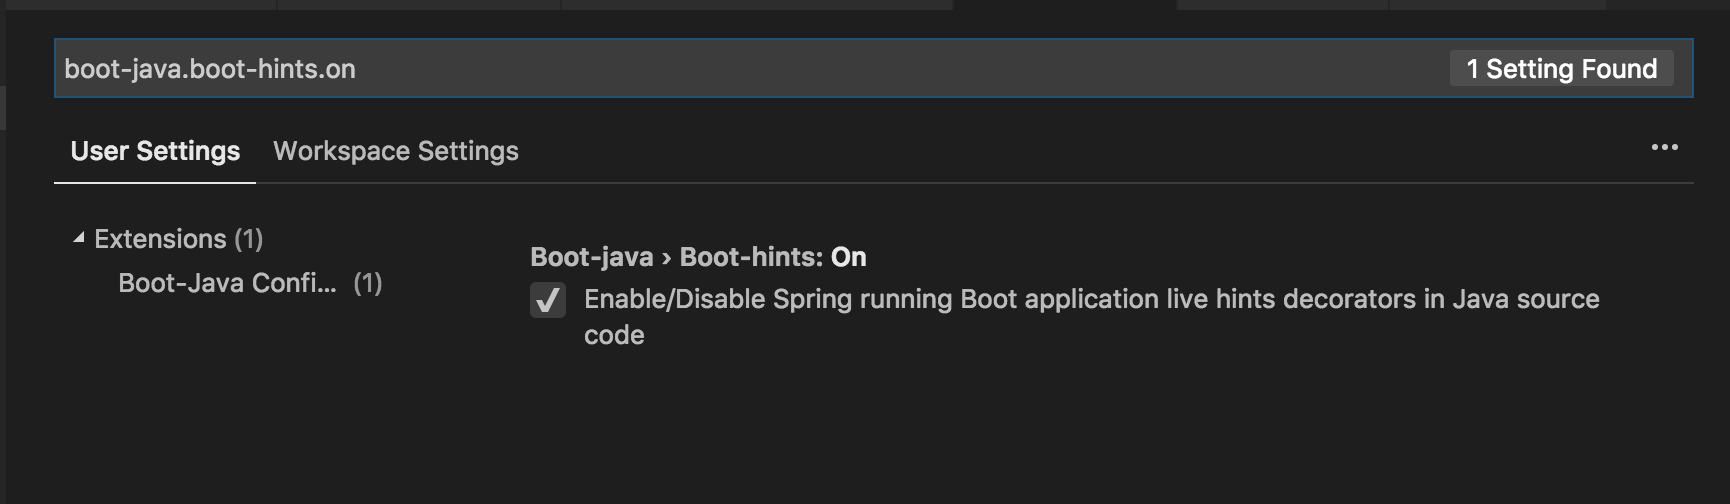 boot-java.boot-hints.on
1 Setting Found
User Settings
Workspace Settings
Extensions (1)
Boot-Java Confi... (1)
Boot-java › Boot-hints: On
Enable/Disable Spring running Boot application live hints decorators in Java source
code